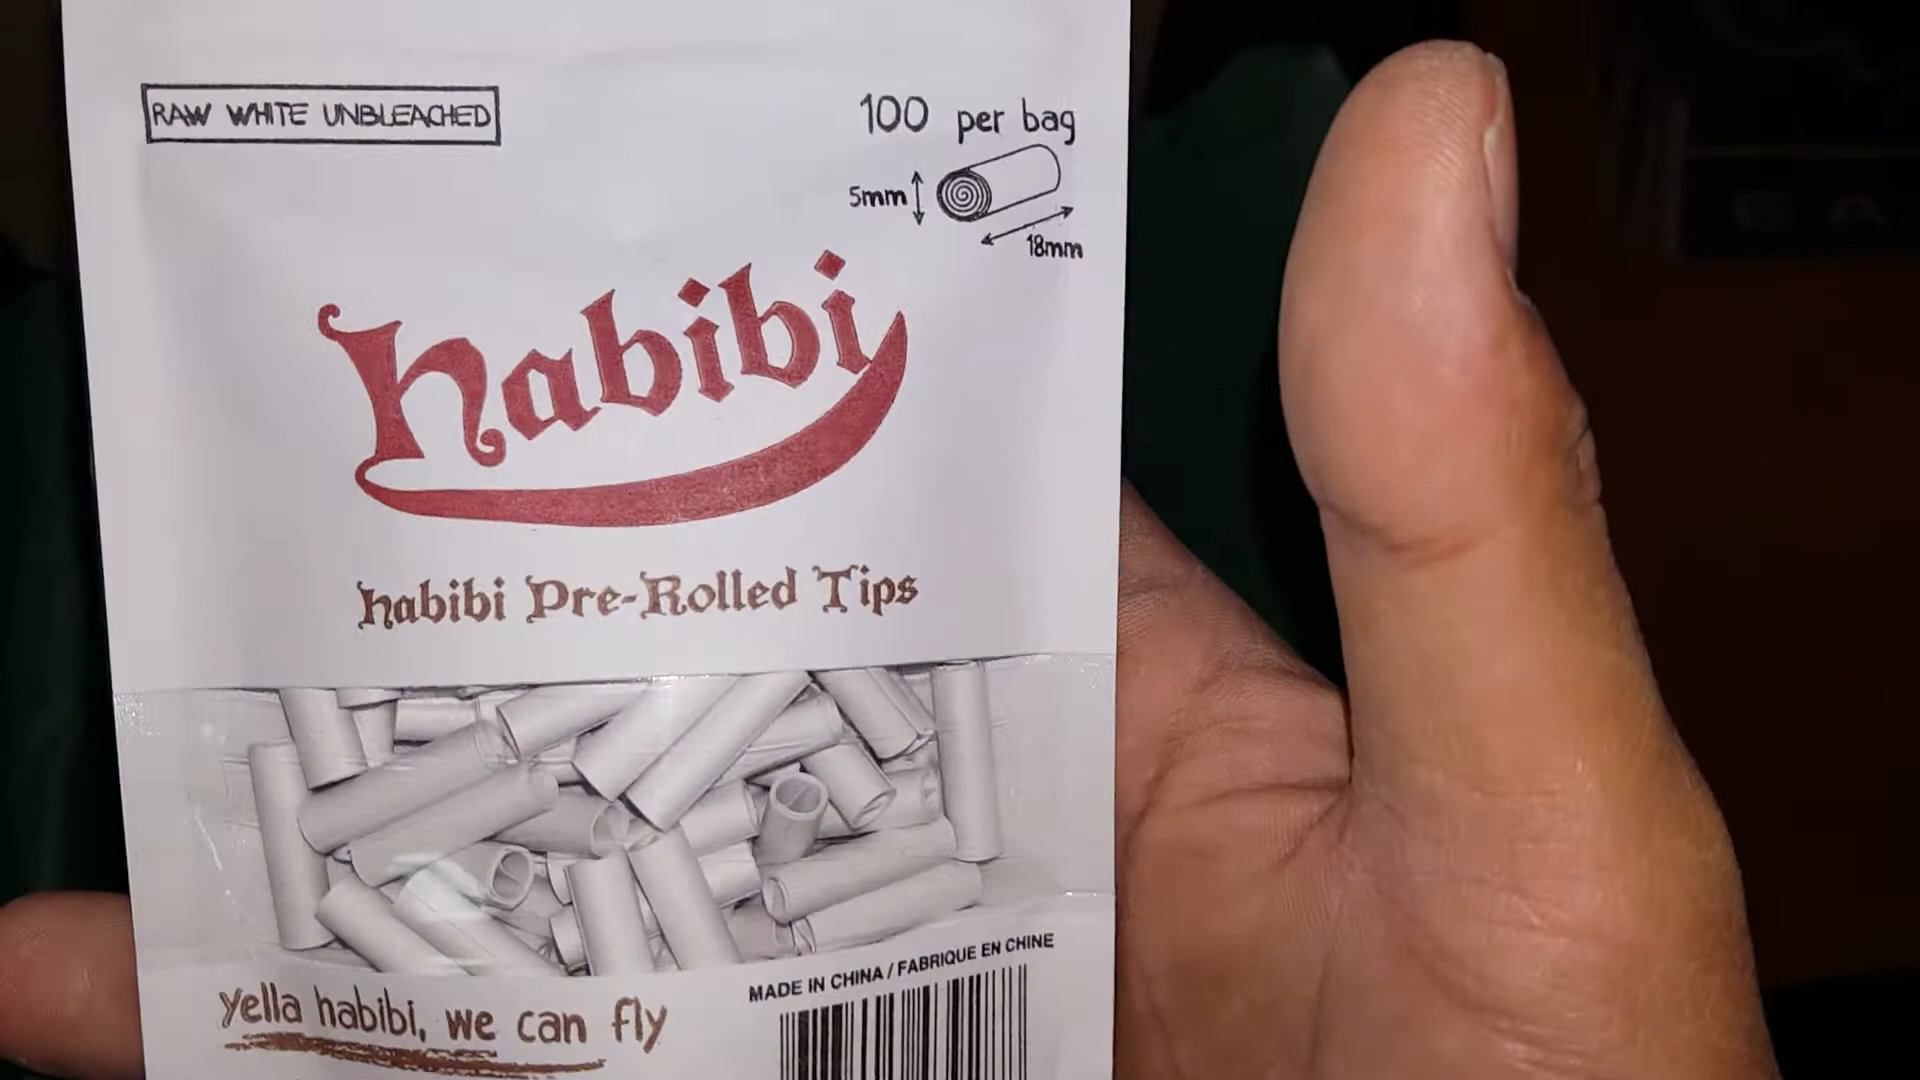 RAW WHITE UNBLEACHED
100 per bag
5mm
18mm
habibi
habibi Pre-Rolled Tips
MADE IN CHINA / FABRIQUE EN CHINE
yella habibi, we can fly